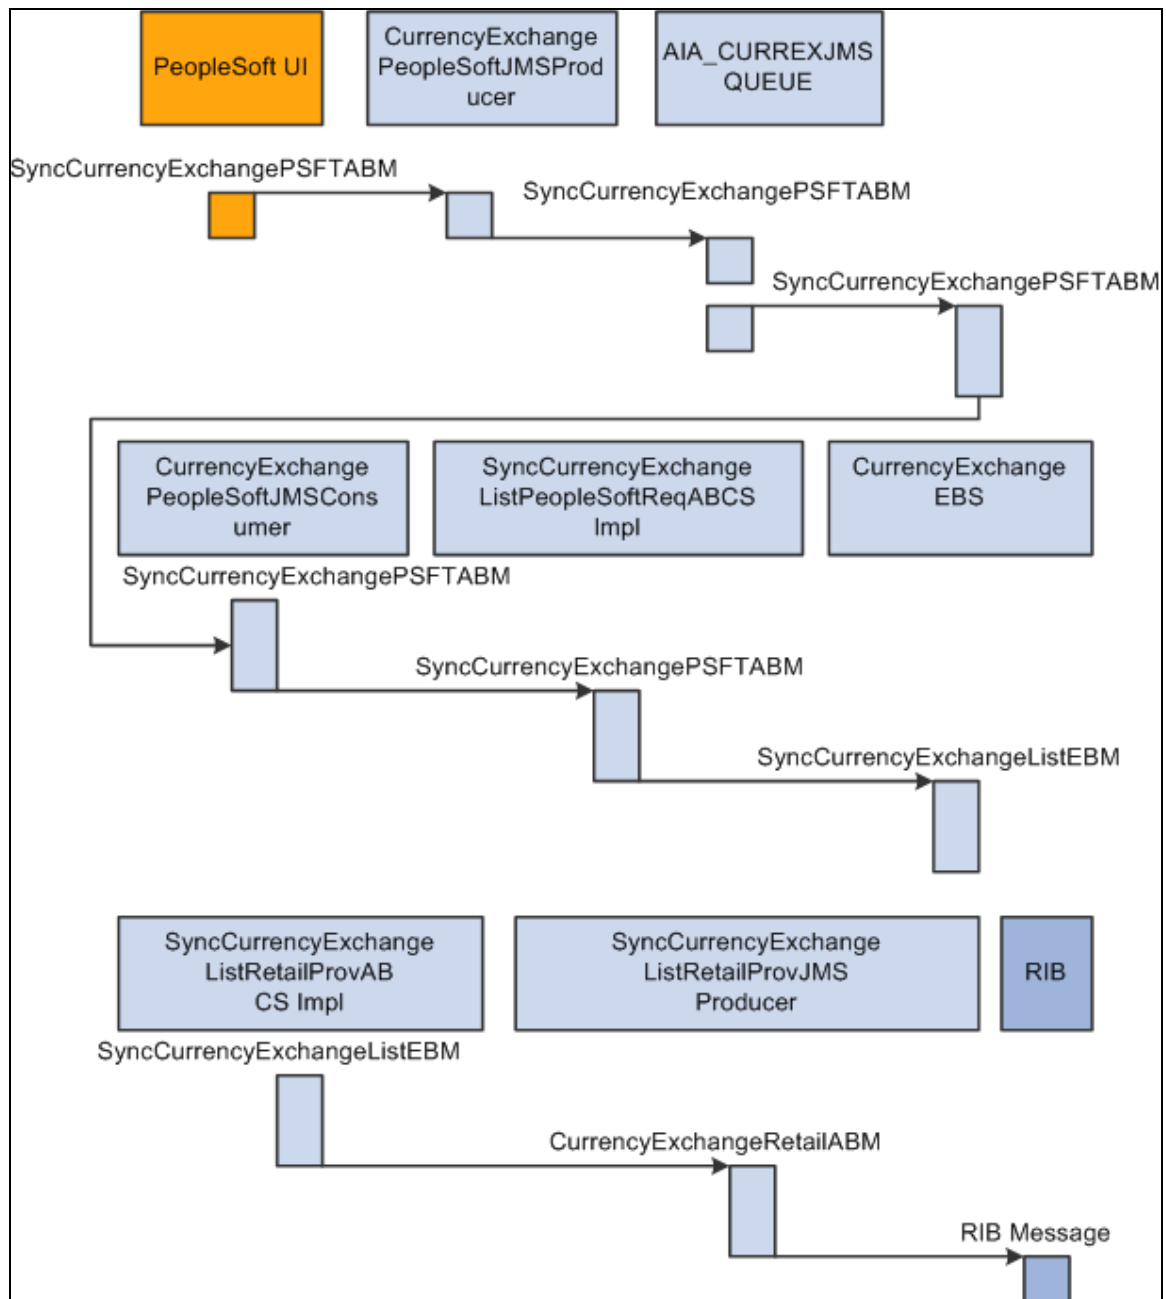 PeopleSoft UI
CurrencyExchange
PeopleSoftJMSProd
ucer
AIA_CURREXJMS
QUEUE
SyncCurrencyExchangePSFTABM
SyncCurrencyExchangePSFTABM
SyncCurrencyExchangePSFTABM
CurrencyExchange
PeopleSoftJMSCons
umer
SyncCurrencyExchange
ListPeopleSoftReqABCS
Impl
CurrencyExchange
EBS
SyncCurrencyExchangePSFTABM
SyncCurrencyExchangePSFTABM
SyncCurrencyExchangeListEBM
SyncCurrencyExchange
ListRetailProvAB
CS Impl
SyncCurrencyExchange
ListRetailProvJMS
Producer
RIB
SyncCurrencyExchangeListEBM
CurrencyExchangeRetailABM
RIB Message